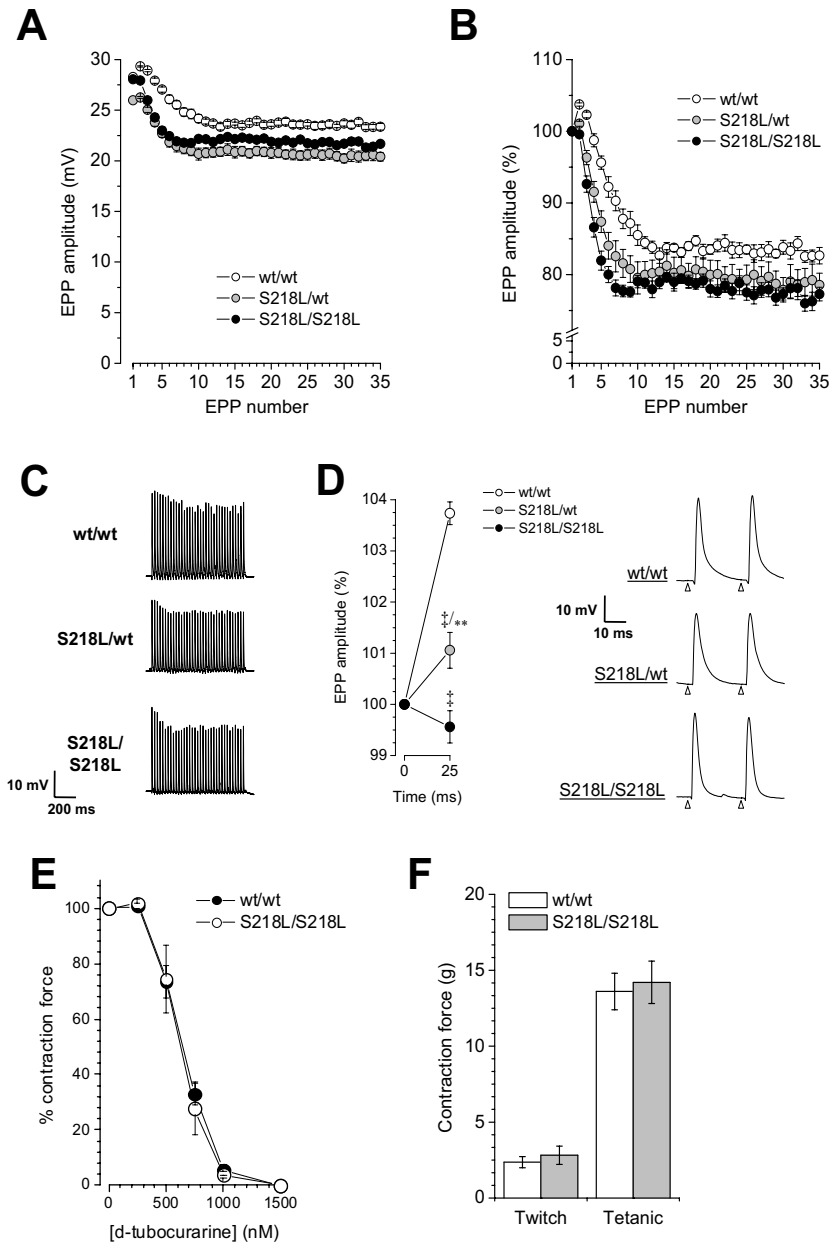 A
30
25
20
15
10
5
0
EPP amplitude (mV)
wt/wt
S218L/wt
S218L/S218L
1 5 10 15 20 25 30 35
EPP number
B
110
100
90
80
5
0
EPP amplitude (%)
wt/wt
S218L/wt
S218L/S218L
1 5 10 15 20 25 30 35
EPP number
C
wt/wt
S218L/wt
S218L/
S218L
10 mV
200 ms
D
104
103
102
101
100
99
EPP amplitude (%)
wt/wt
S218L/wt
S218L/S218L
‡/**
‡
0 25
Time (ms)
wt/wt
10 mV
10 ms
S218L/wt
S218L/S218L
E
100
80
60
40
20
0
% contraction force
wt/wt
S218L/S218L
0 500 1000 1500
[d-tubocurarine] (nM)
F
20
15
10
5
0
Contraction force (g)
wt/wt
S218L/S218L
Twitch Tetanic